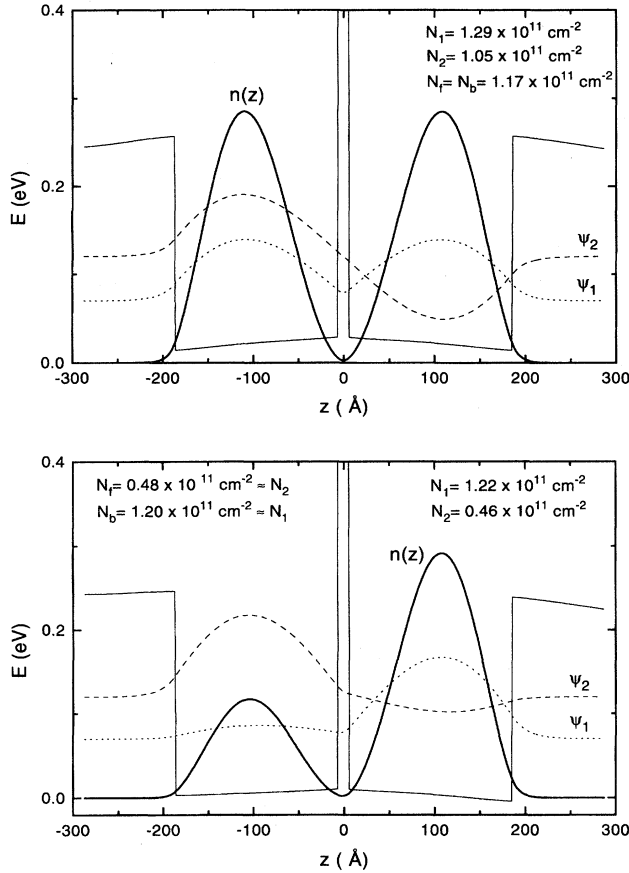 0.4
0.2
0.0
E (eV)
N₁= 1.29 x 10¹¹ cm⁻²
N₂= 1.05 x 10¹¹ cm⁻²
N_f = N_b= 1.17 x 10¹¹ cm⁻²
n(z)
ψ₂
ψ₁
-300 -200 -100 0 100 200 300
z ( Å)
0.4
0.2
0.0
E (eV)
N_f= 0.48 x 10¹¹ cm⁻² ≈ N₂
N_b= 1.20 x 10¹¹ cm⁻² ≈ N₁
N₁= 1.22 x 10¹¹ cm⁻²
N₂= 0.46 x 10¹¹ cm⁻²
n(z)
ψ₂
ψ₁
-300 -200 -100 0 100 200 300
z ( Å)